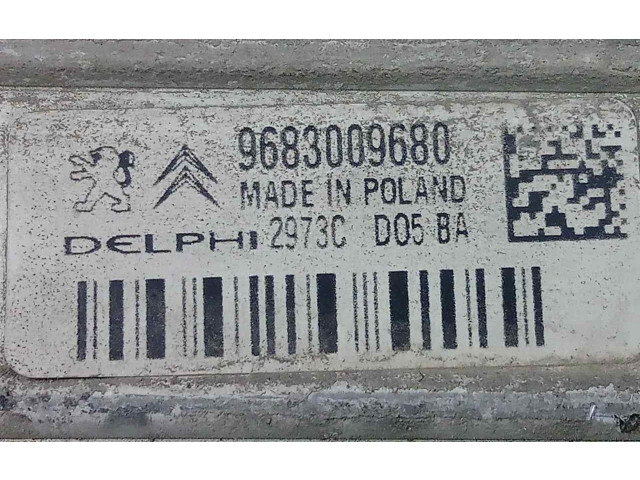 9683009680
MADE IN POLAND
DELPHI 2973C D05 BA